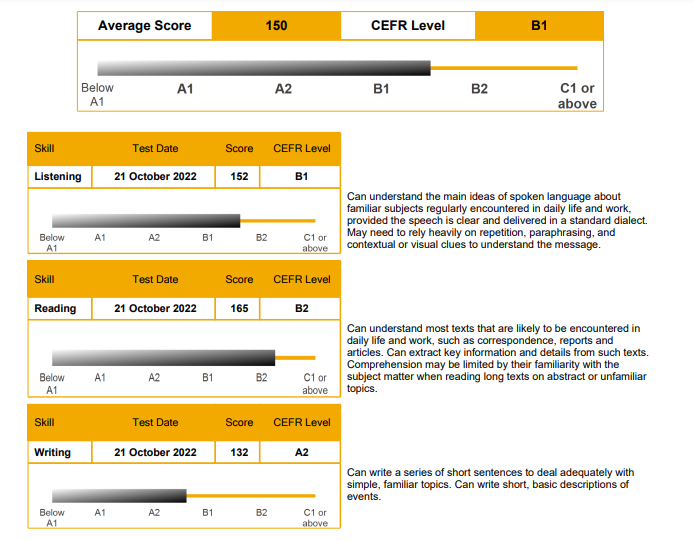 Average Score 150 CEFR Level B1
Below A1 A2 B1 B2 C1 or
A1 above
Skill Test Date Score CEFR Level
Listening 21 October 2022 152 B1
Can understand the main ideas of spoken language about
familiar subjects regularly encountered in daily life and work,
provided the speech is clear and delivered in a standard dialect.
May need to rely heavily on repetition, paraphrasing, and
contextual or visual clues to understand the message.
Below A1 A2 B1 B2 C1 or
A1 above
Skill Test Date Score CEFR Level
Reading 21 October 2022 165 B2
Can understand most texts that are likely to be encountered in
daily life and work, such as correspondence, reports and
articles. Can extract key information and details from such texts.
Comprehension may be limited by their familiarity with the
subject matter when reading long texts on abstract or unfamiliar
topics.
Below A1 A2 B1 B2 C1 or
A1 above
Skill Test Date Score CEFR Level
Writing 21 October 2022 132 A2
Can write a series of short sentences to deal adequately with
simple, familiar topics. Can write short, basic descriptions of
events.
Below A1 A2 B1 B2 C1 or
A1 above